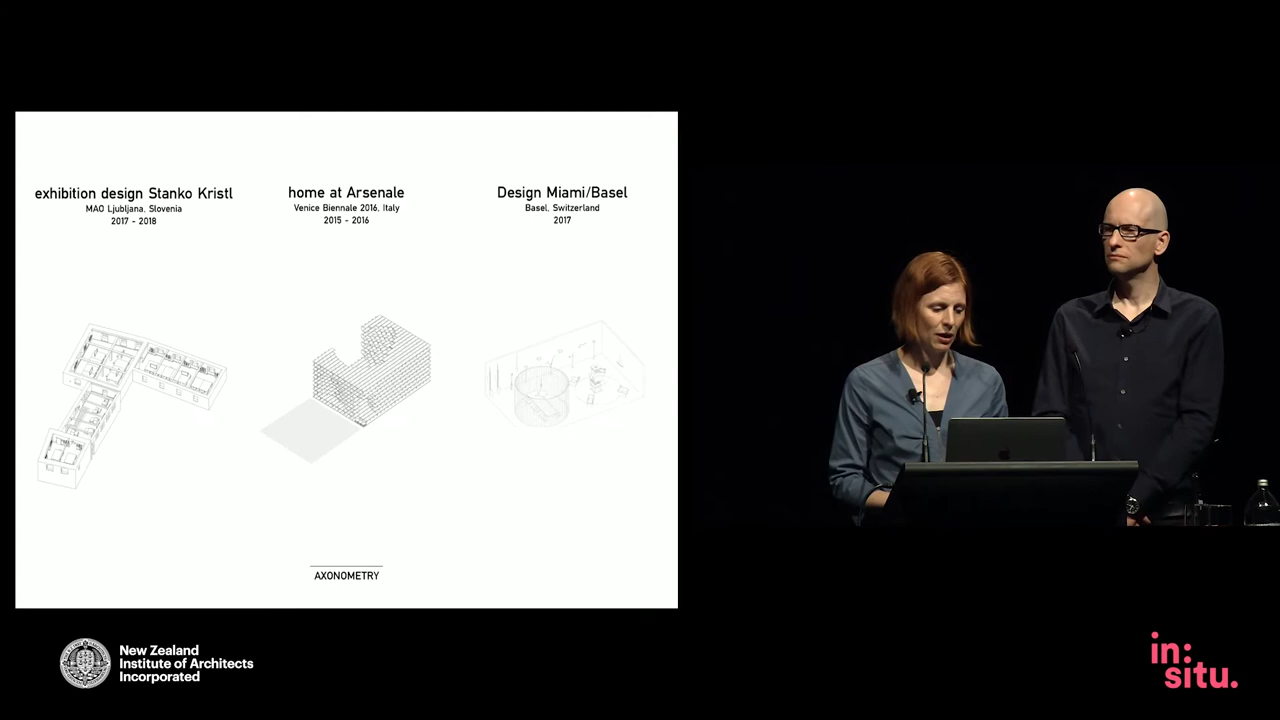 exhibition design Stanko Kristl
MAO Ljubljana, Slovenia
2017 - 2018
home at Arsenale
Venice Biennale 2016, Italy
2015 - 2016
Design Miami/Basel
Basel, Switzerland
2017
AXONOMETRY
New Zealand
Institute of Architects
Incorporated
in:
situ.